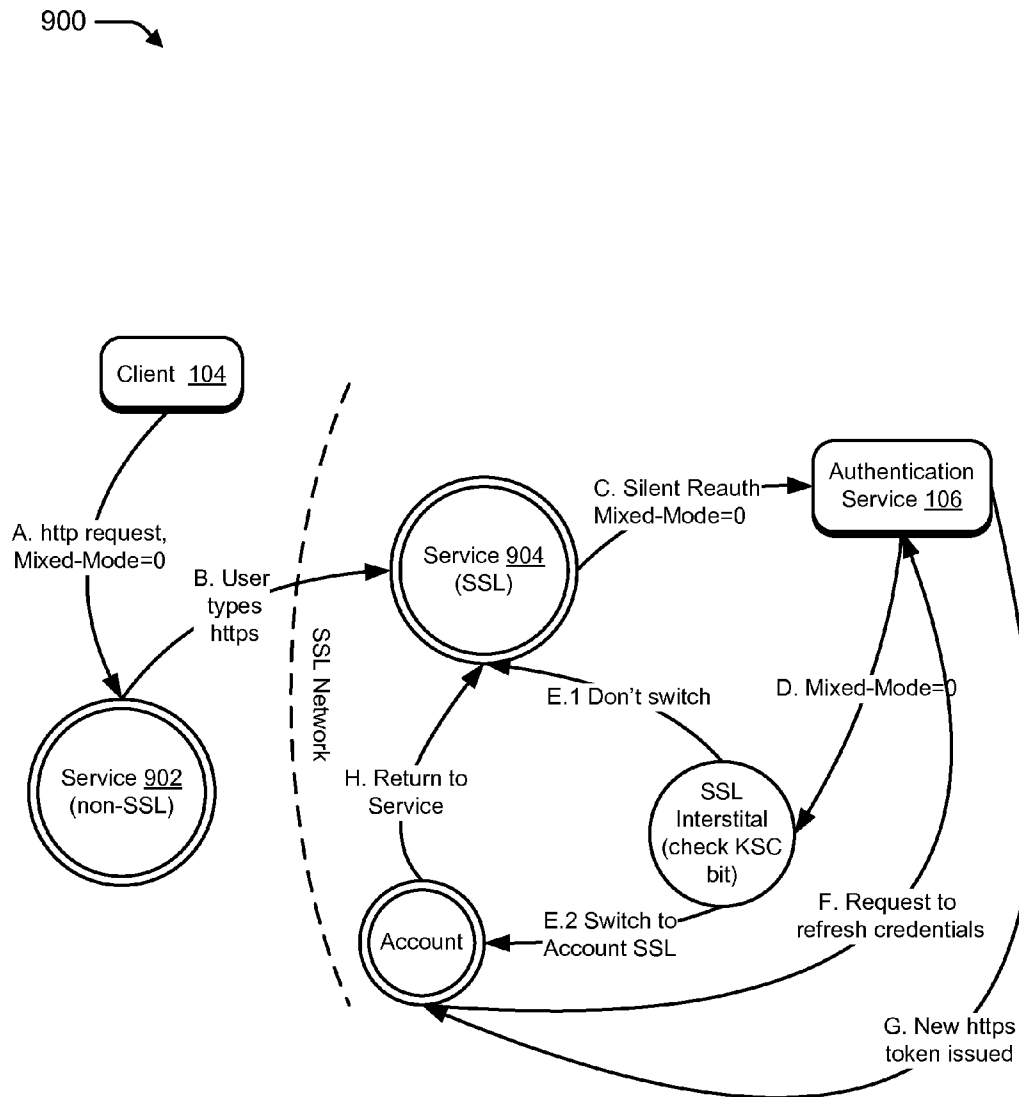 900
Client 104
A. http request,
Mixed-Mode=0
B. User
types
https
Service 902
(non-SSL)
SSL Network
Service 904
(SSL)
C. Silent Reauth
Mixed-Mode=0
Authentication
Service 106
D. Mixed-Mode=0
E.1 Don't switch
SSL
Interstital
(check KSC
bit)
H. Return to
Service
E.2 Switch to
Account SSL
Account
F. Request to
refresh credentials
G. New https
token issued